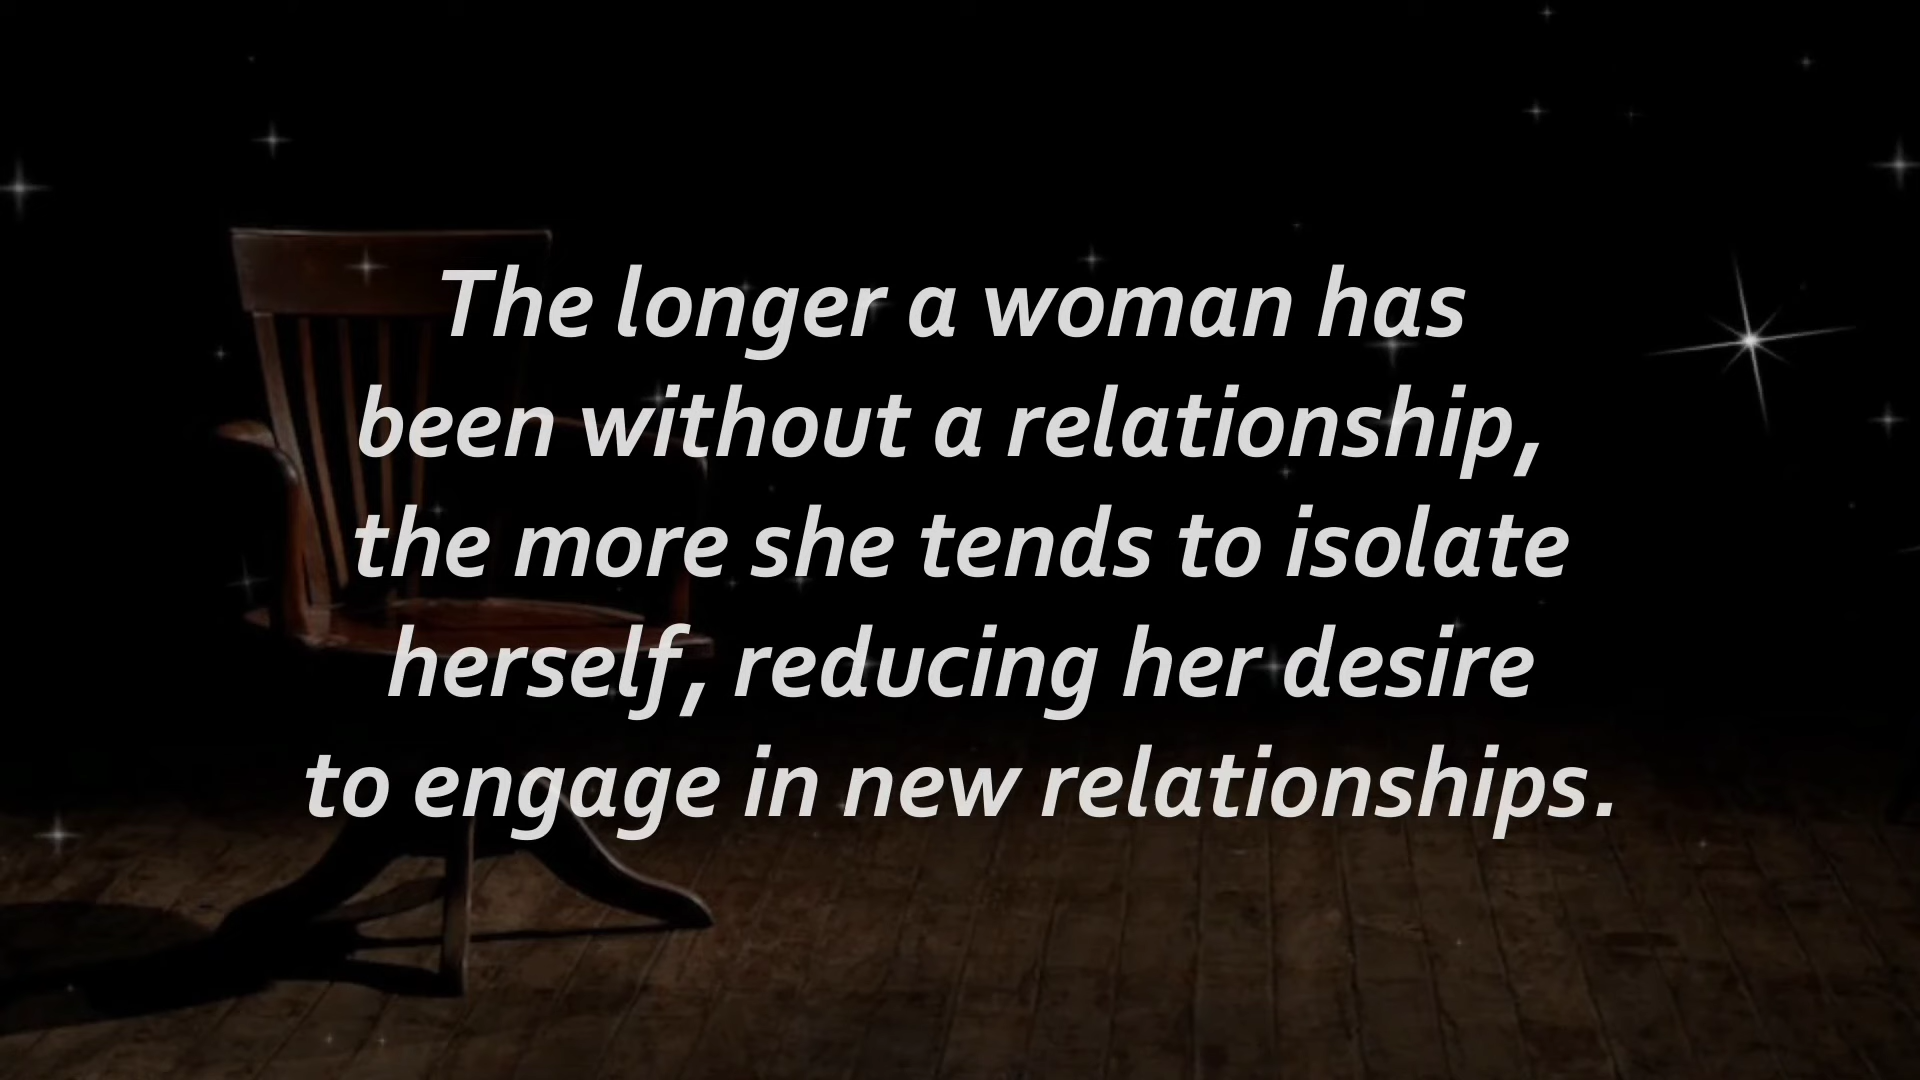 The longer a woman has
been without a relationship,
the more she tends to isolate
herself, reducing her desire
to engage in new relationships.